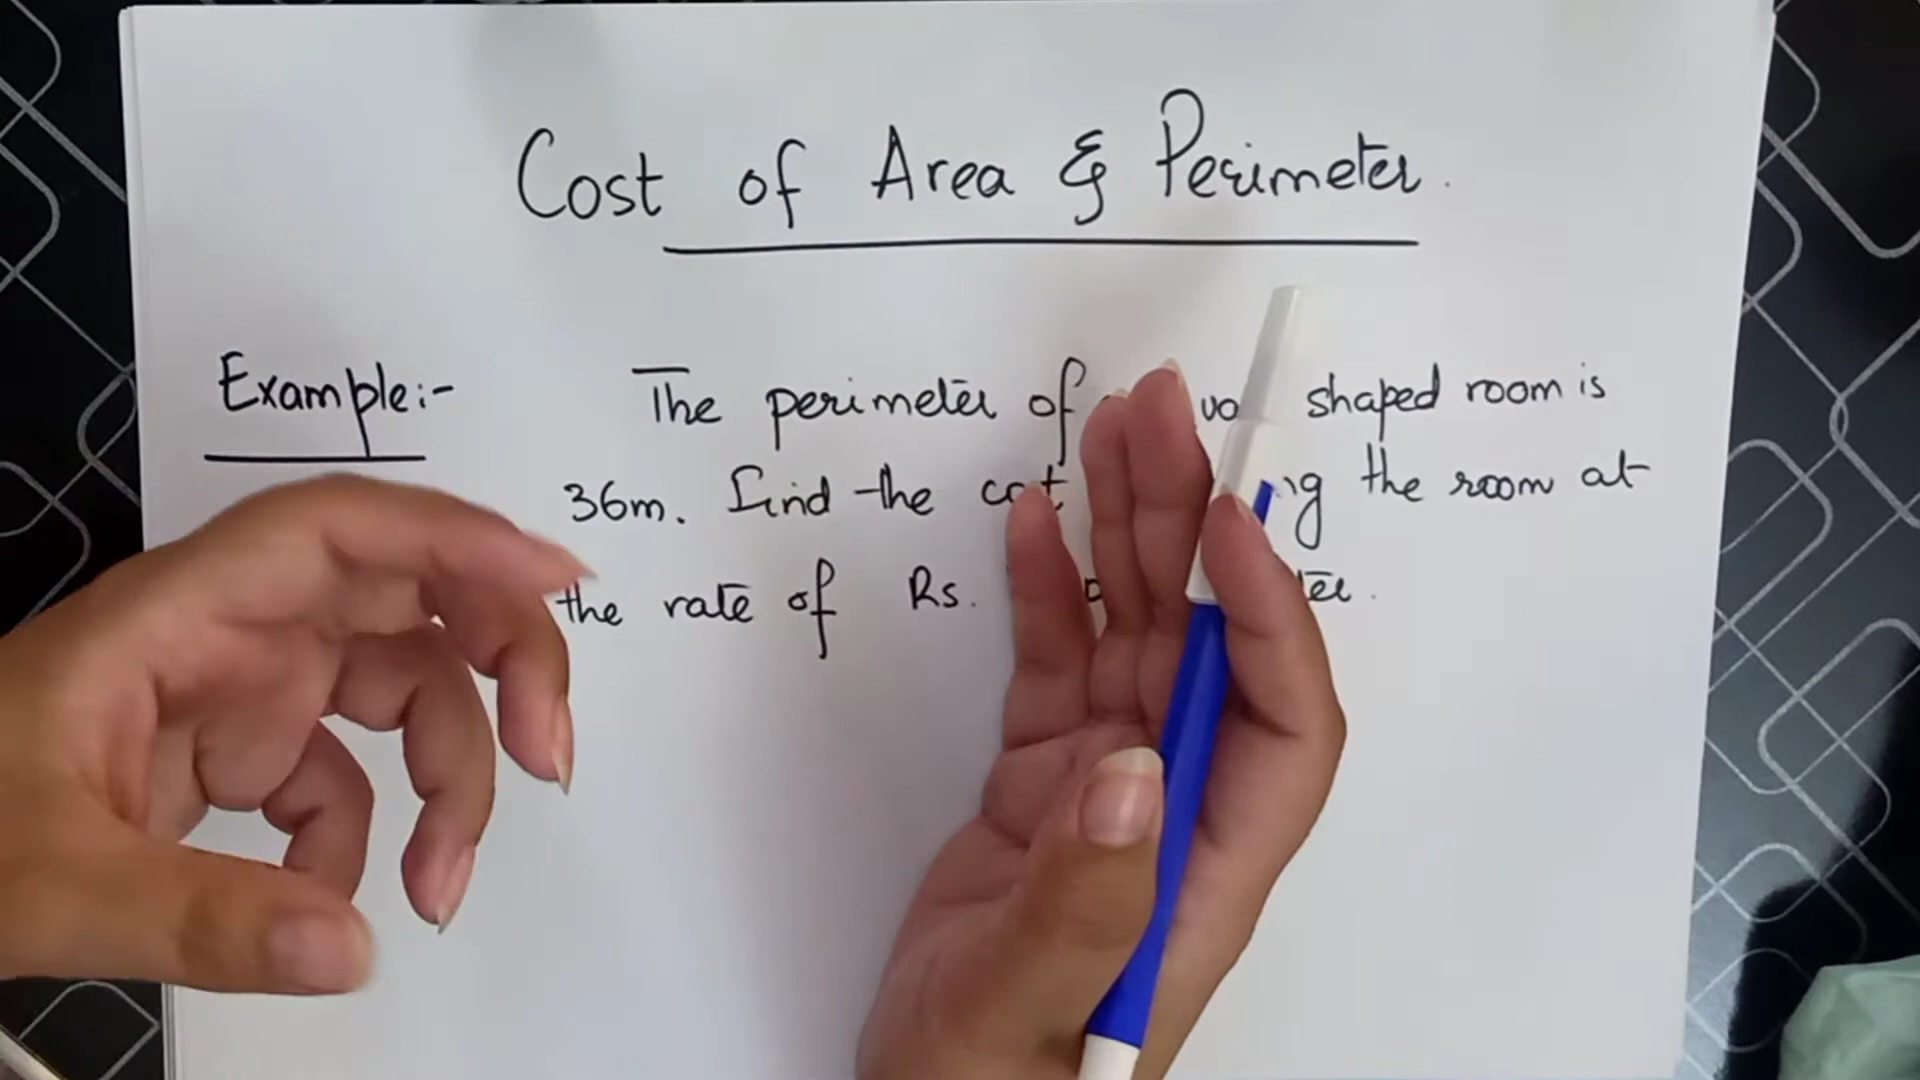 Cost of Area & Perimeter.
Example:- The perimeter of shaped room is
36m. Find the cost the room at
the rate of Rs.